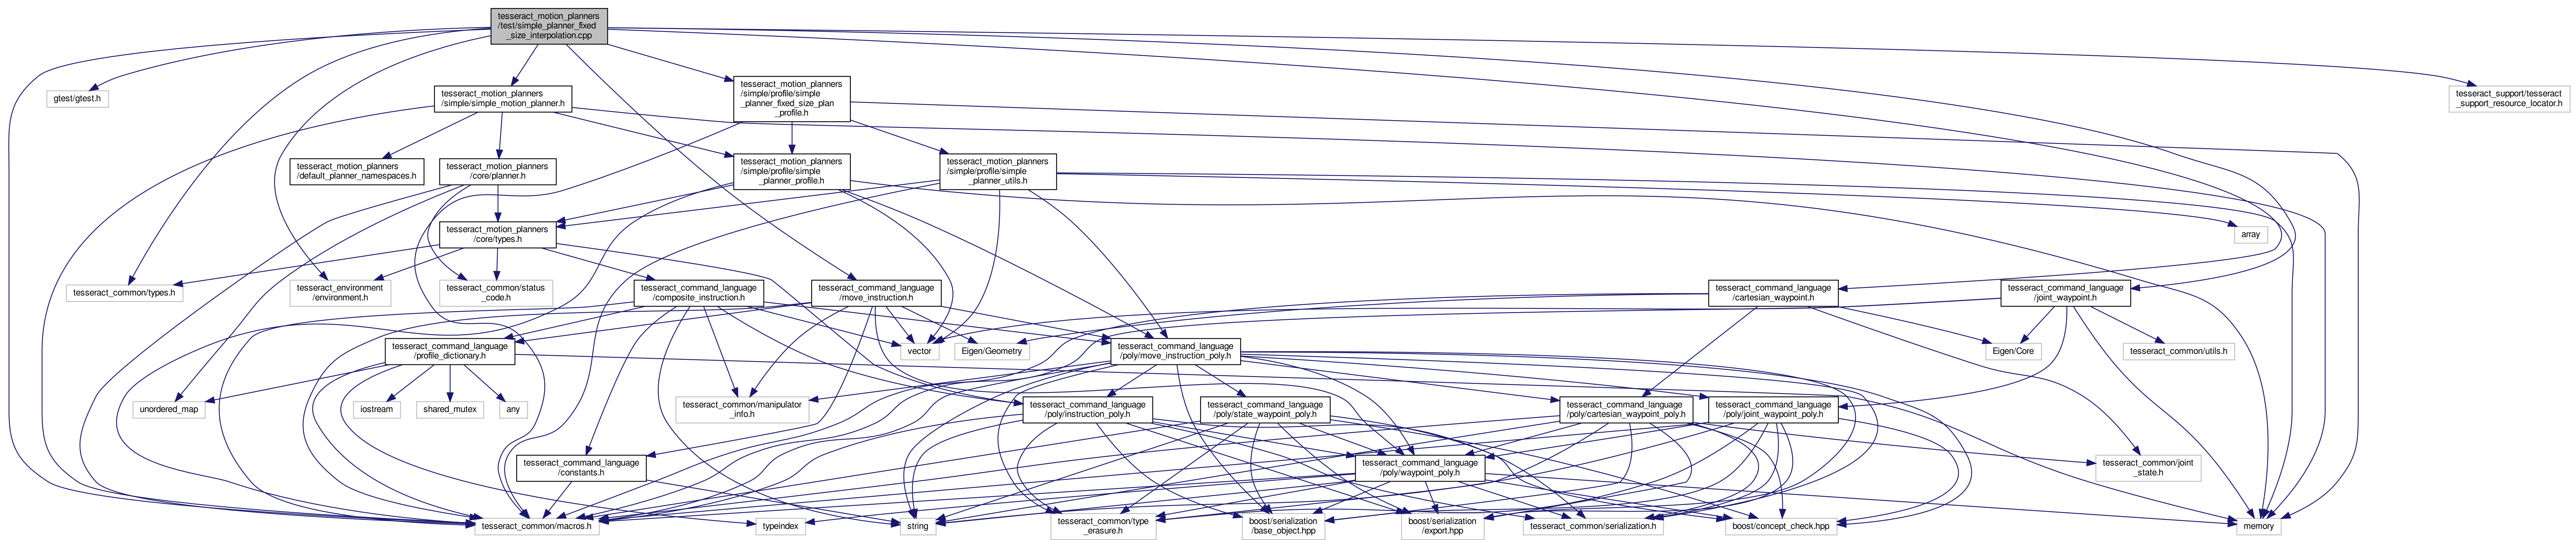 tesseract_motion_planners
/test/simple_planner_fixed
_size_interpolation.cpp
gtest/gtest.h
tesseract_motion_planners
/simple/simple_motion_planner.h
tesseract_motion_planners
/simple/profile/simple
_planner_fixed_size_plan
_profile.h
tesseract_support/tesseract
_support_resource_locator.h
tesseract_motion_planners
/default_planner_namespaces.h
tesseract_motion_planners
/core/planner.h
tesseract_motion_planners
/simple/profile/simple
_planner_profile.h
tesseract_motion_planners
/simple/profile/simple
_planner_utils.h
tesseract_motion_planners
/core/types.h
array
tesseract_common/types.h
tesseract_environment
/environment.h
tesseract_common/status
_code.h
tesseract_command_language
/composite_instruction.h
tesseract_command_language
/move_instruction.h
tesseract_command_language
/cartesian_waypoint.h
tesseract_command_language
/joint_waypoint.h
tesseract_command_language
/profile_dictionary.h
vector
Eigen/Geometry
tesseract_command_language
/poly/move_instruction_poly.h
Eigen/Core
tesseract_common/utils.h
unordered_map
iostream
shared_mutex
any
tesseract_common/manipulator
_info.h
tesseract_command_language
/poly/instruction_poly.h
tesseract_command_language
/poly/state_waypoint_poly.h
tesseract_command_language
/poly/cartesian_waypoint_poly.h
tesseract_command_language
/poly/joint_waypoint_poly.h
tesseract_command_language
/constants.h
tesseract_command_language
/poly/waypoint_poly.h
tesseract_common/joint
_state.h
tesseract_common/macros.h
typeindex
string
tesseract_common/type
_erasure.h
boost/serialization
/base_object.hpp
boost/serialization
/export.hpp
tesseract_common/serialization.h
boost/concept_check.hpp
memory